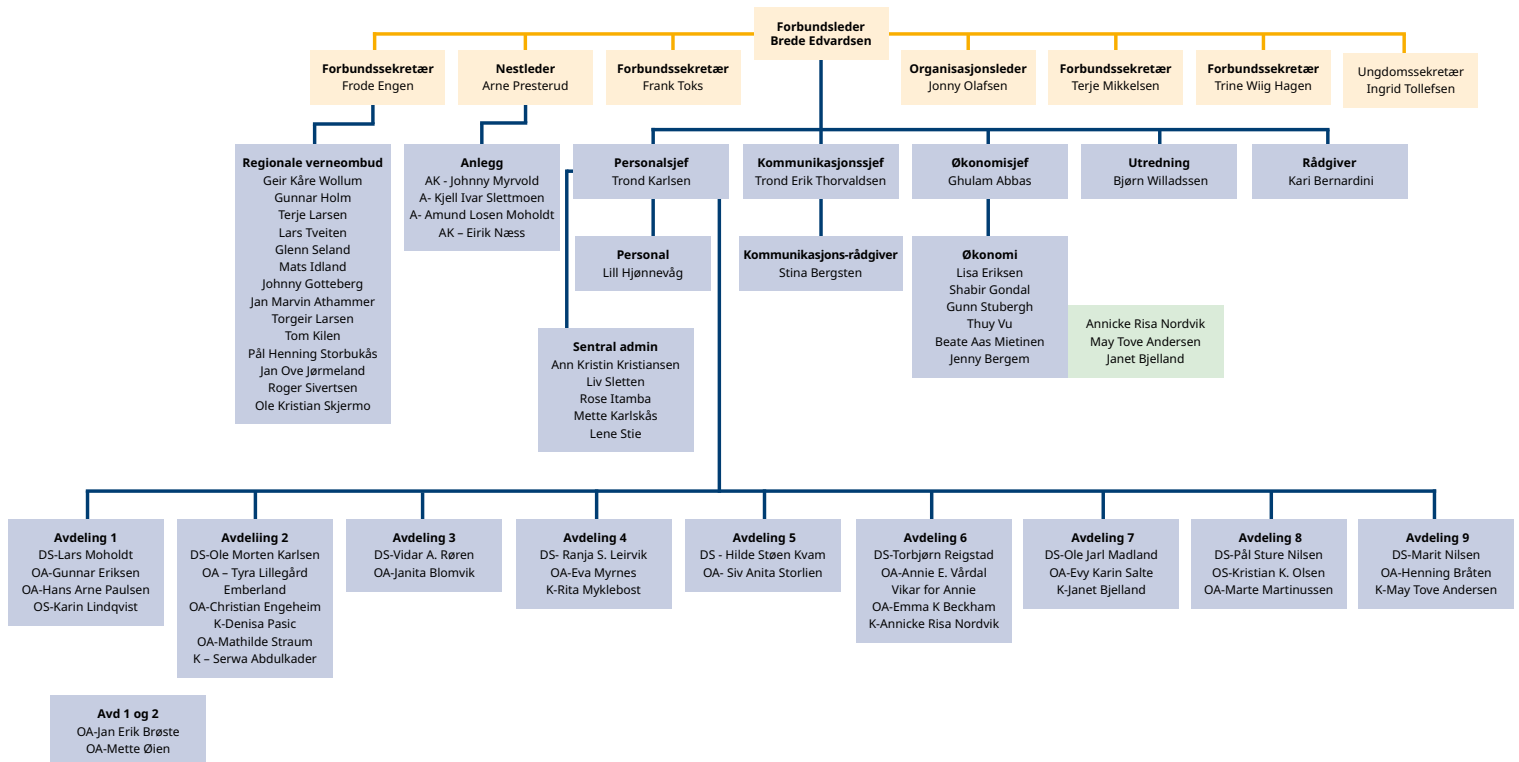 Forbundsleder
Brede Edvardsen
Forbundssekretær
Frode Engen
Nestleder
Arne Presterud
Forbundssekretær
Frank Toks
Organisasjonsleder
Jonny Olafsen
Forbundssekretær
Terje Mikkelsen
Forbundssekretær
Trine Wiig Hagen
Ungdomssekretær
Ingrid Tollefsen
Regionale verneombud
Geir Kåre Wollum
Gunnar Holm
Terje Larsen
Lars Tveiten
Glenn Seland
Mats Idland
Johnny Gotteberg
Jan Marvin Athammer
Torgeir Larsen
Tom Kilen
Pål Henning Storbukås
Jan Ove Jørmeland
Roger Sivertsen
Ole Kristian Skjermo
Anlegg
AK - Johnny Myrvold
A- Kjell Ivar Slettmoen
A- Amund Losen Moholdt
AK – Eirik Næss
Personalsjef
Trond Karlsen
Kommunikasjonssjef
Trond Erik Thorvaldsen
Økonomisjef
Ghulam Abbas
Utredning
Bjørn Willadssen
Rådgiver
Kari Bernardini
Personal
Lill Hjønnevåg
Kommunikasjons-rådgiver
Stina Bergsten
Økonomi
Lisa Eriksen
Shabir Gondal
Gunn Stubergh
Thuy Vu
Beate Aas Mietinen
Jenny Bergem
Annicke Risa Nordvik
May Tove Andersen
Janet Bjelland
Sentral admin
Ann Kristin Kristiansen
Liv Sletten
Rose Itamba
Mette Karlskås
Lene Stie
Avdeling 1
DS-Lars Moholdt
OA-Gunnar Eriksen
OA-Hans Arne Paulsen
OS-Karin Lindqvist
Avdeliing 2
DS-Ole Morten Karlsen
OA – Tyra Lillegård
Emberland
OA-Christian Engeheim
K-Denisa Pasic
OA-Mathilde Straum
K – Serwa Abdulkader
Avdeling 3
DS-Vidar A. Røren
OA-Janita Blomvik
Avdeling 4
DS- Ranja S. Leirvik
OA-Eva Myrnes
K-Rita Myklebost
Avdeling 5
DS - Hilde Støen Kvam
OA- Siv Anita Storlien
Avdeling 6
DS-Torbjørn Reigstad
OA-Annie E. Vårdal
Vikar for Annie
OA-Emma K Beckham
K-Annicke Risa Nordvik
Avdeling 7
DS-Ole Jarl Madland
OA-Evy Karin Salte
K-Janet Bjelland
Avdeling 8
DS-Pål Sture Nilsen
OS-Kristian K. Olsen
OA-Marte Martinussen
Avdeling 9
DS-Marit Nilsen
OA-Henning Bråten
K-May Tove Andersen
Avd 1 og 2
OA-Jan Erik Brøste
OA-Mette Øien